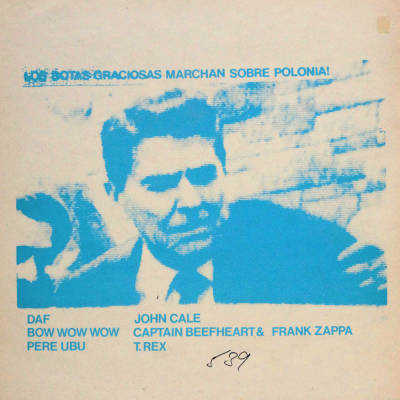 LOS BOTAS GRACIOSAS MARCHAN SOBRE POLONIA!
DAF JOHN CALE
BOW WOW WOW CAPTAIN BEEFHEART & FRANK ZAPPA
PERE UBU T.REX
539